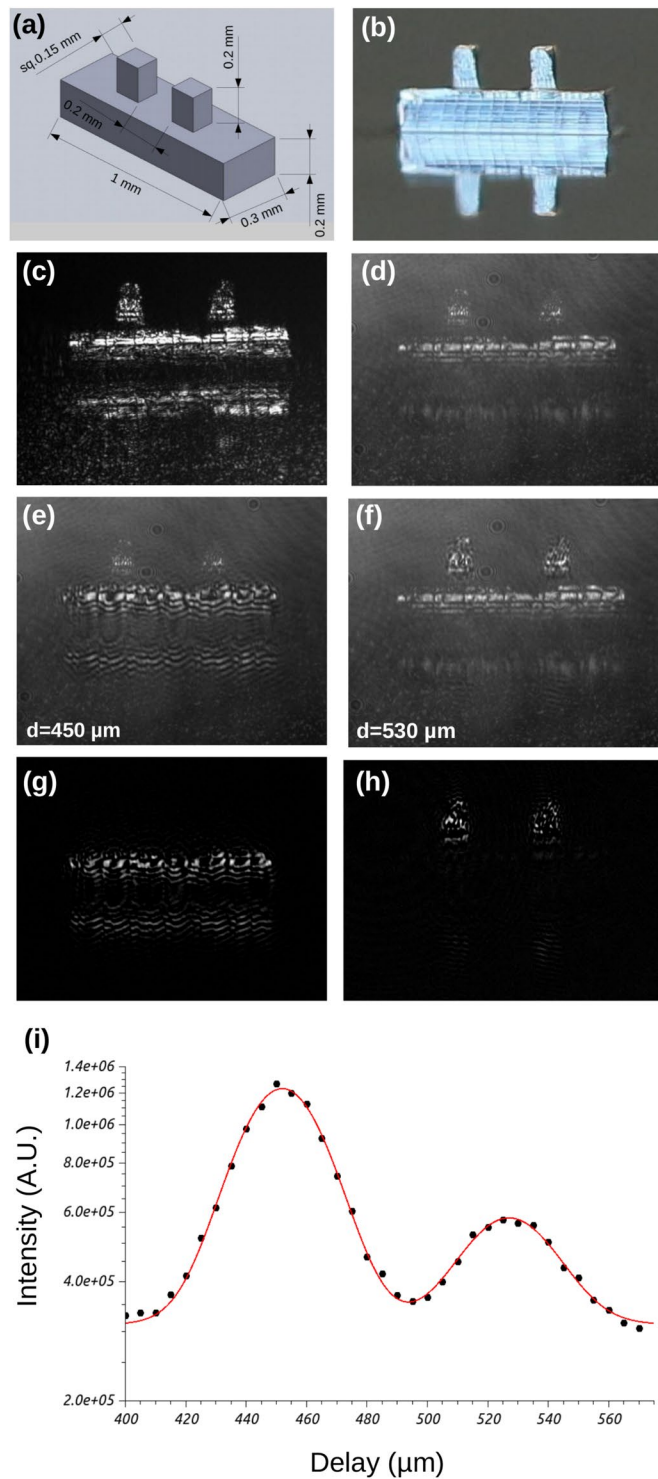 (a)
sq.0.15 mm
0.2 mm
0.2 mm
1 mm
0.3 mm
0.2 mm
(b)
(c)
(d)
(e)
d=450 µm
(f)
d=530 µm
(g)
(h)
(i)
1.4e+06
1.2e+06
1.0e+06
8.0e+05
6.0e+05
4.0e+05
2.0e+05
Intensity (A.U.)
400 420 440 460 480 500 520 540 560
Delay (µm)